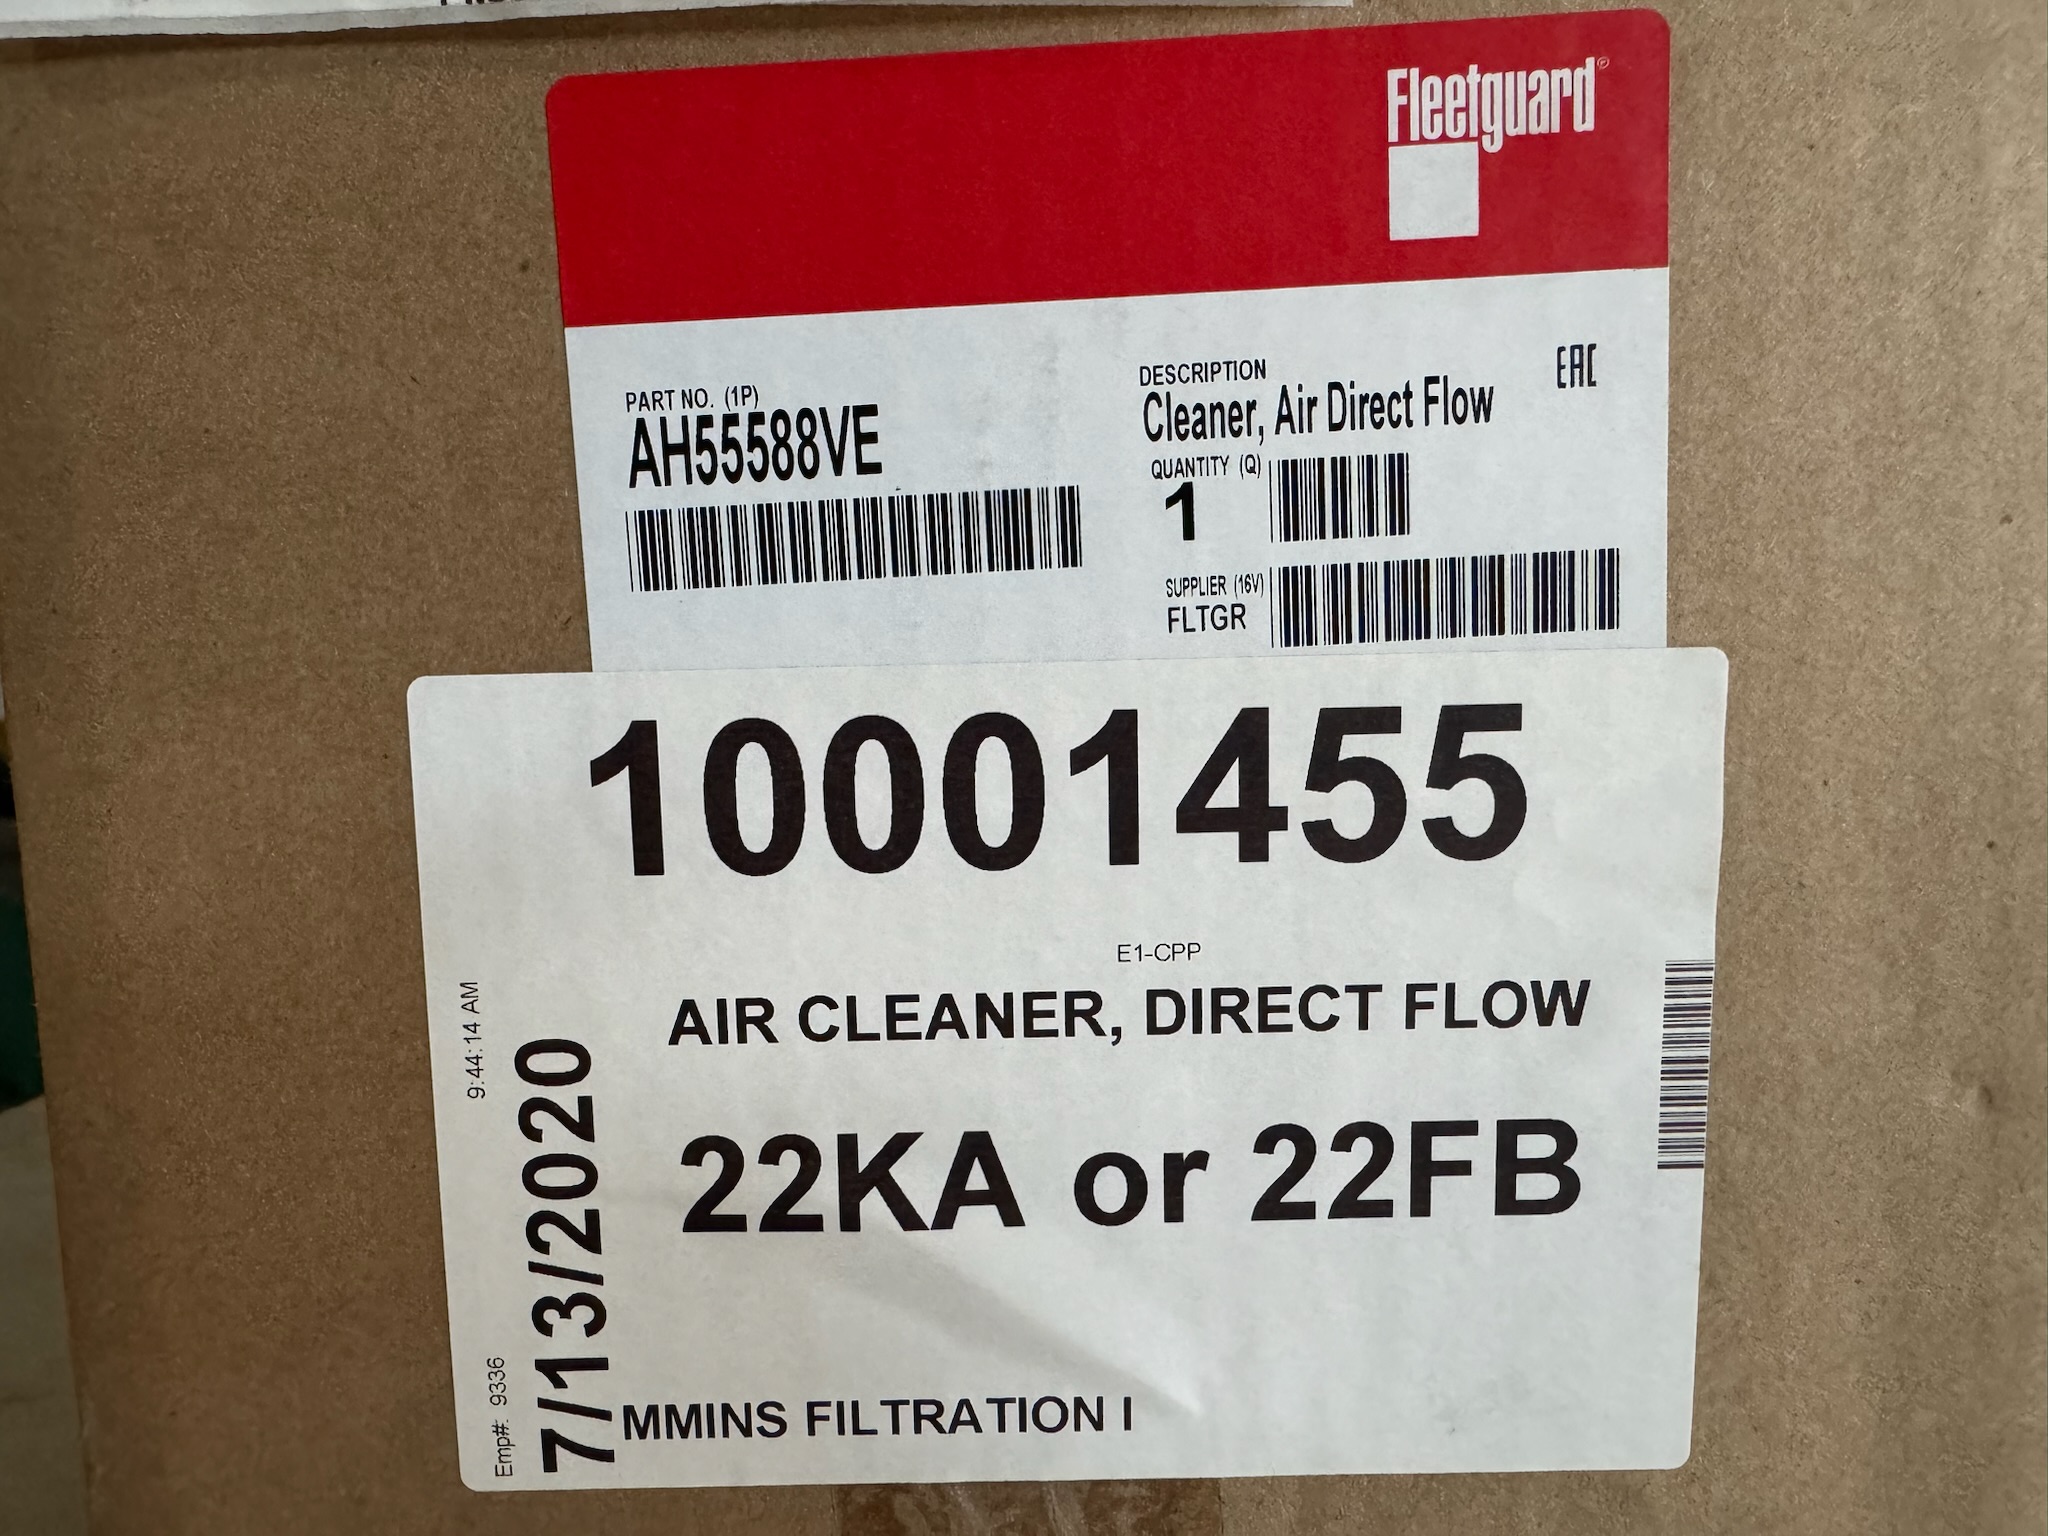 Fleetguard®
PART NO. (1P)
AH55588VE
DESCRIPTION
Cleaner, Air Direct Flow
EAC
QUANTITY (Q)
1
SUPPLIER (16V)
FLTGR
10001455
E1-CPP
AIR CLEANER, DIRECT FLOW
22KA or 22FB
MMINS FILTRATION I
7/13/2020
9:44:14 AM
Emp#: 9336